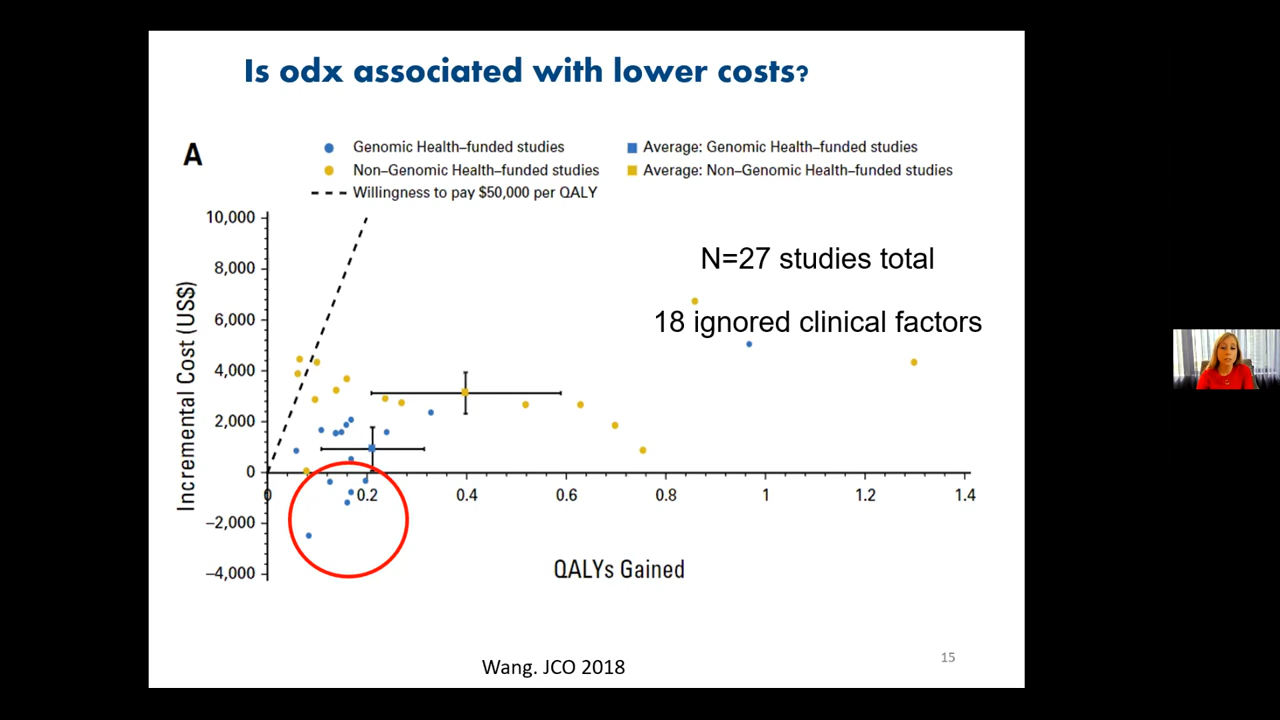 Is odx associated with lower costs?
A
Genomic Health–funded studies
Average: Genomic Health–funded studies
Non–Genomic Health–funded studies
Average: Non–Genomic Health–funded studies
Willingness to pay $50,000 per QALY
10,000
8,000
6,000
4,000
2,000
0
–2,000
–4,000
Incremental Cost (US$)
N=27 studies total
18 ignored clinical factors
0
0.2
0.4
0.6
0.8
1
1.2
1.4
QALYs Gained
15
Wang. JCO 2018